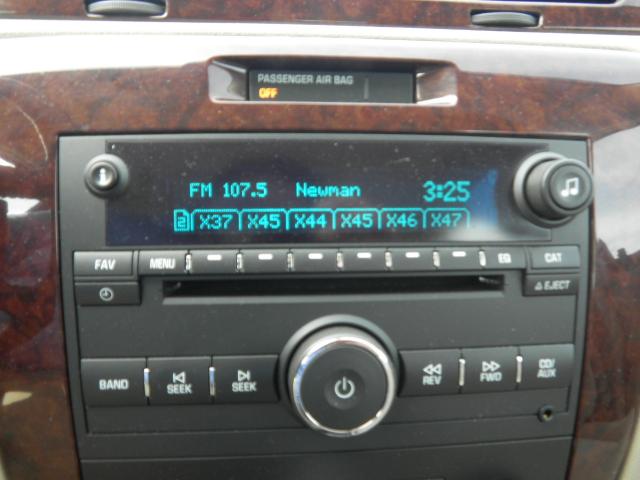 PASSENGER AIR BAG
OFF
FM 107.5 Newman 3:25
2 X37 X45 X44 X45 X46 X47
FAV MENU EQ CAT
EJECT
BAND SEEK SEEK REV FWD CD/AUX